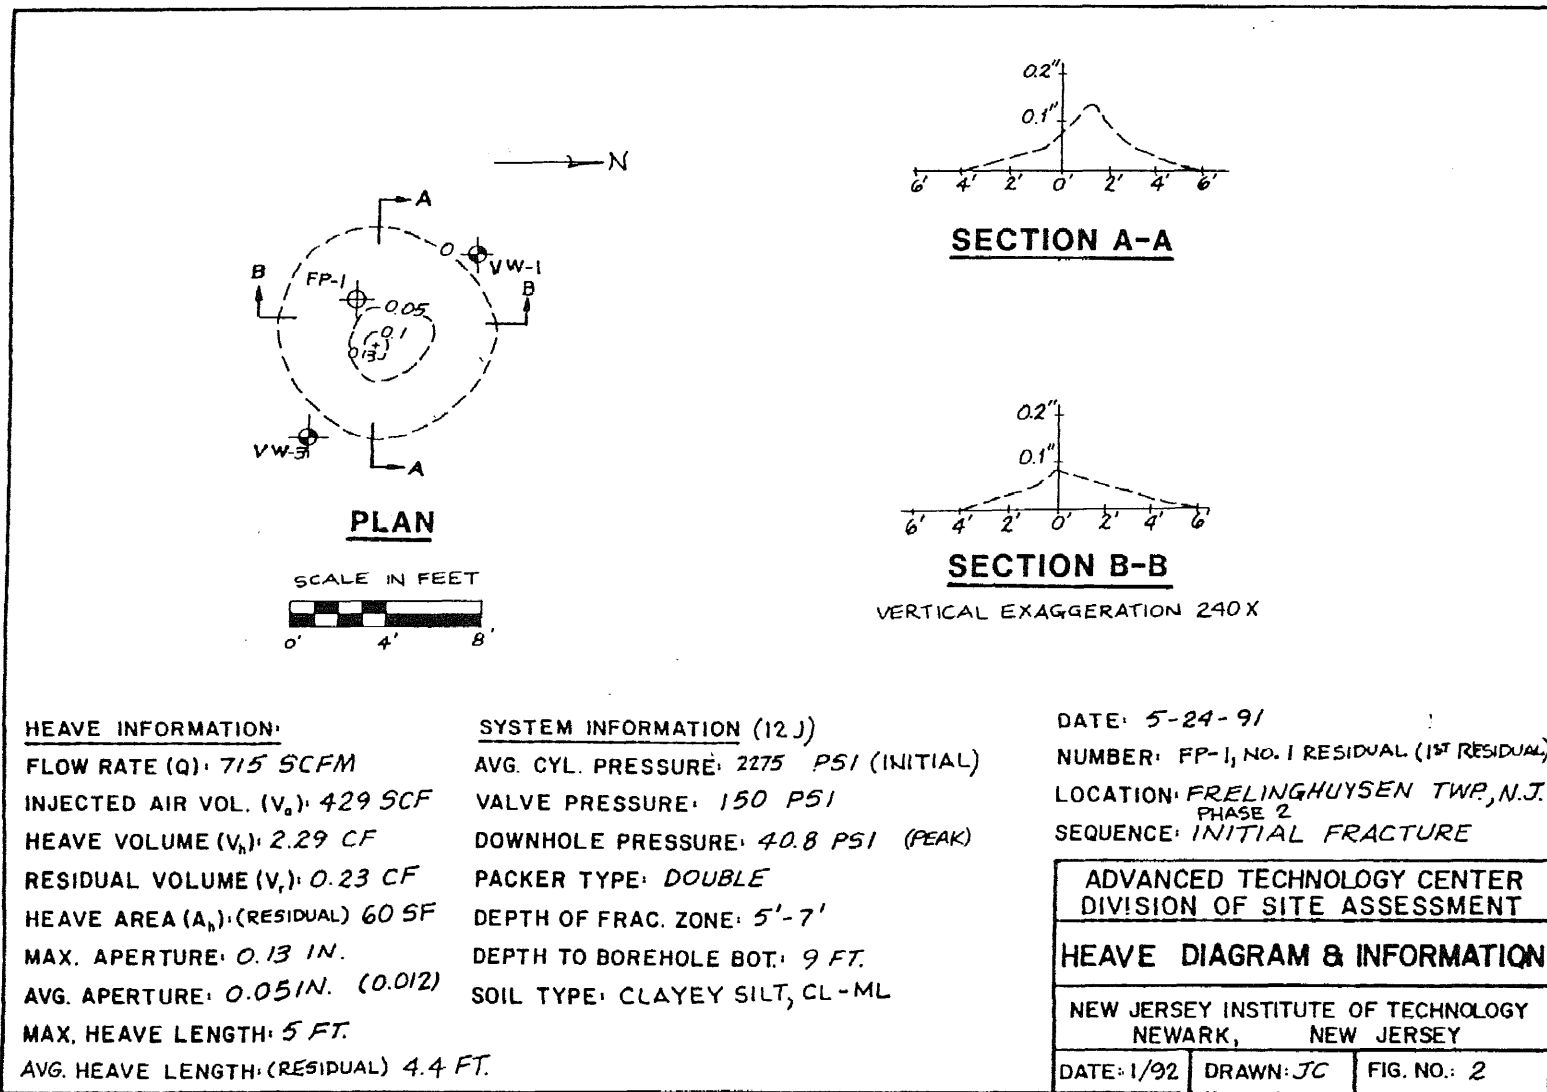 N
A
O
VW-1
B
FP-1
0.05
B
0.1
0.13
VW-3
A
PLAN
SCALE IN FEET
0' 4' 8'
0.2"
0.1"
6' 4' 2' 0' 2' 4' 6'
SECTION A-A
0.2"
0.1"
6' 4' 2' 0' 2' 4' 6'
SECTION B-B
VERTICAL EXAGGERATION 240X
HEAVE INFORMATION:
FLOW RATE (Q): 715 SCFM
INJECTED AIR VOL. (Va): 429 SCF
HEAVE VOLUME (Vh): 2.29 CF
RESIDUAL VOLUME (Vr): 0.23 CF
HEAVE AREA (Ah): (RESIDUAL) 60 SF
MAX. APERTURE: 0.13 IN.
AVG. APERTURE: 0.05 IN. (0.012)
MAX. HEAVE LENGTH: 5 FT.
AVG. HEAVE LENGTH: (RESIDUAL) 4.4 FT.
SYSTEM INFORMATION (12 J)
AVG. CYL. PRESSURE: 2275 PSI (INITIAL)
VALVE PRESSURE: 150 PSI
DOWNHOLE PRESSURE: 40.8 PSI (PEAK)
PACKER TYPE: DOUBLE
DEPTH OF FRAC. ZONE: 5'-7'
DEPTH TO BOREHOLE BOT.: 9 FT.
SOIL TYPE: CLAYEY SILT, CL-ML
DATE: 5-24-91
NUMBER: FP-1, NO. 1 RESIDUAL (1ST RESIDUAL)
LOCATION: FRELINGHUYSEN TWP., N.J.
PHASE 2
SEQUENCE: INITIAL FRACTURE
ADVANCED TECHNOLOGY CENTER
DIVISION OF SITE ASSESSMENT
HEAVE DIAGRAM & INFORMATION
NEW JERSEY INSTITUTE OF TECHNOLOGY
NEWARK, NEW JERSEY
DATE: 1/92 DRAWN: JC FIG. NO.: 2